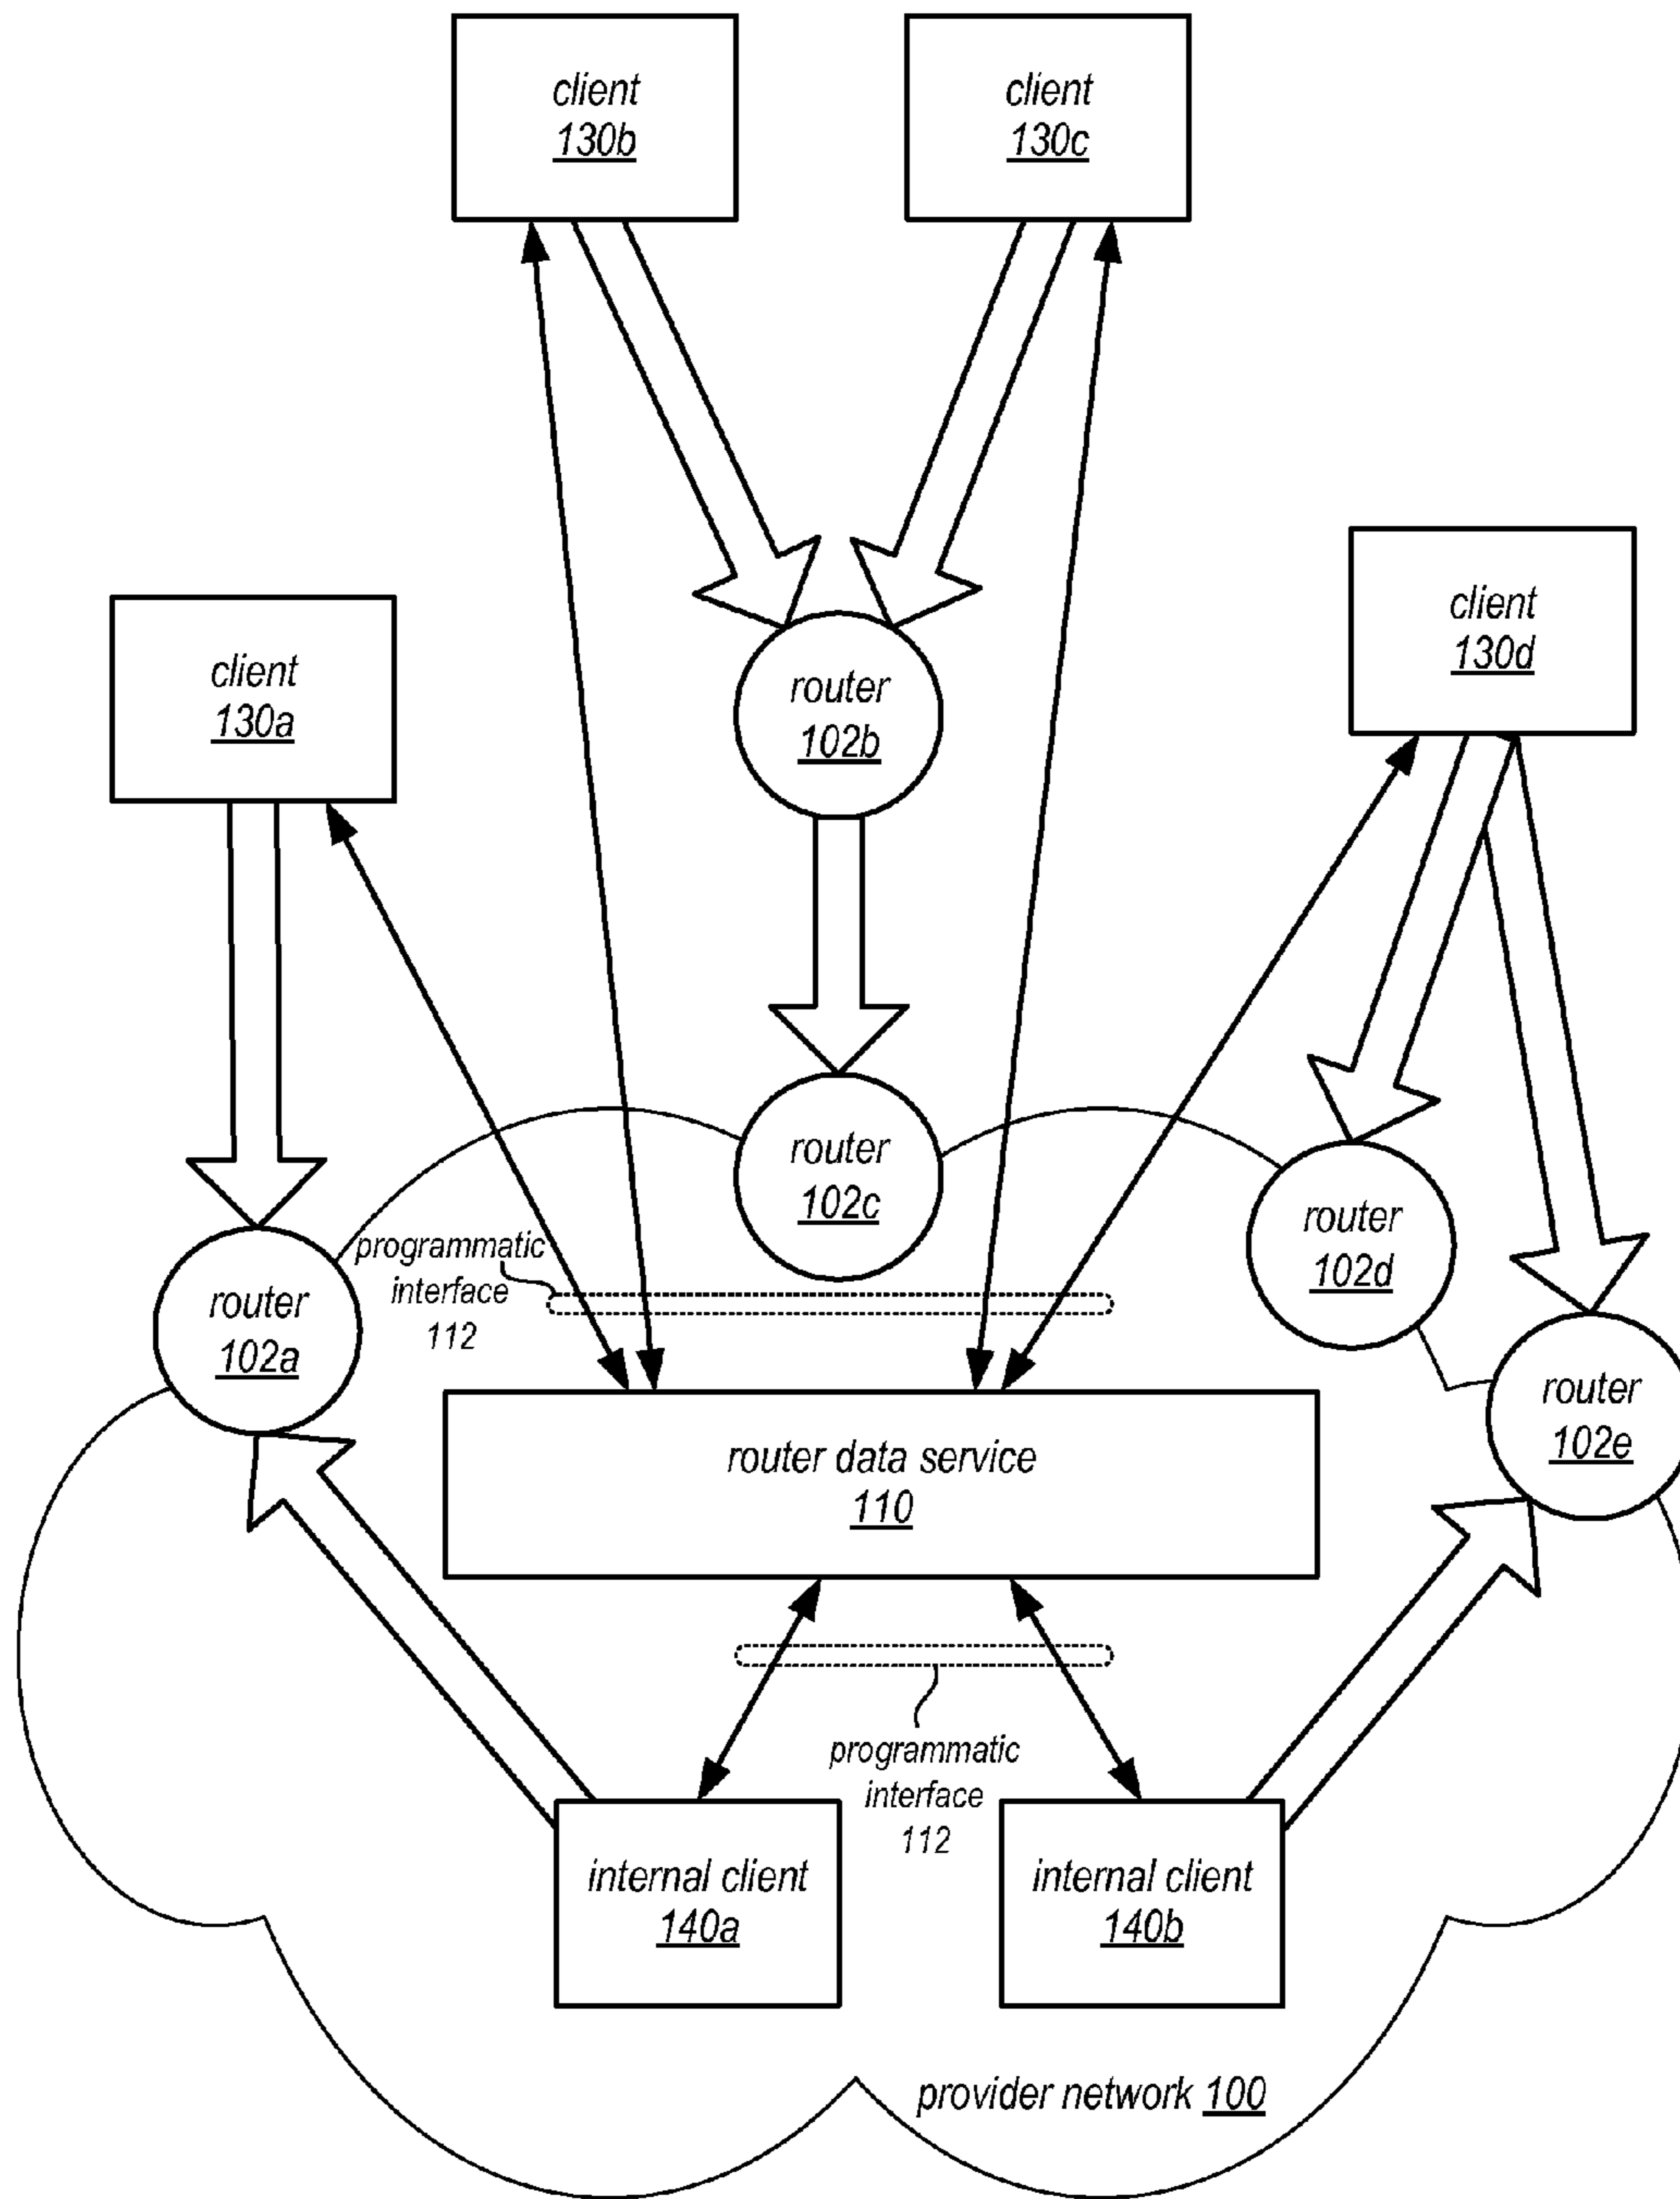 client
130b
client
130c
client
130d
client
130a
router
102b
router
102c
router
102d
programmatic
interface
112
router
102a
router
102e
router data service
110
programmatic
interface
112
internal client
140a
internal client
140b
provider network 100